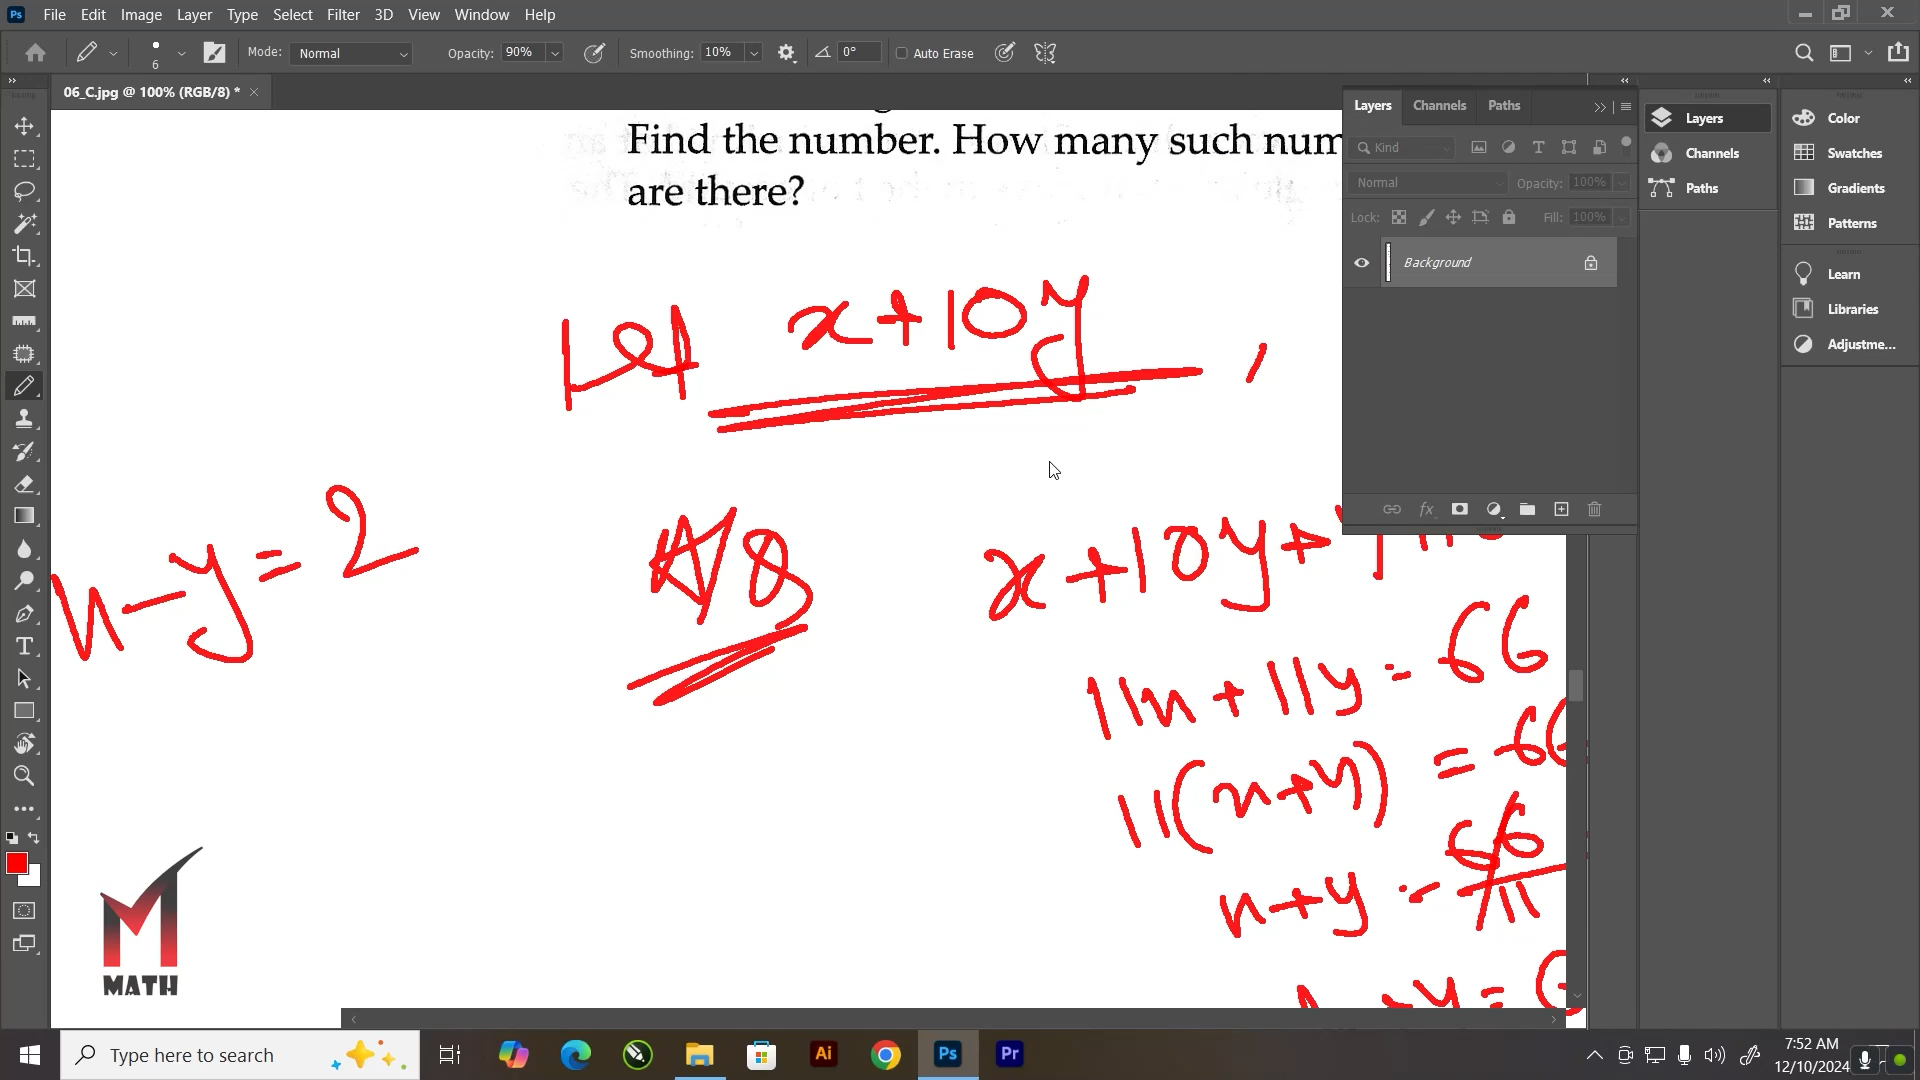 File Edit Image Layer Type Select Filter 3D View Window Help
6 Mode: Normal Opacity: 90% Smoothing: 10% 0° Auto Erase
06_C.jpg @ 100% (RGB/8) *
Find the number. How many such num
are there?
Let x+10y ,
x-y=2
x+10y+
11x+11y=66
11(x+y) = 66
x+y = 66/11
Layers Channels Paths
Kind
Normal Opacity: 100%
Lock: Fill: 100%
Background
Layers
Channels
Paths
Color
Swatches
Gradients
Patterns
Learn
Libraries
Adjustme...
MATH
Type here to search
7:52 AM
12/10/2024